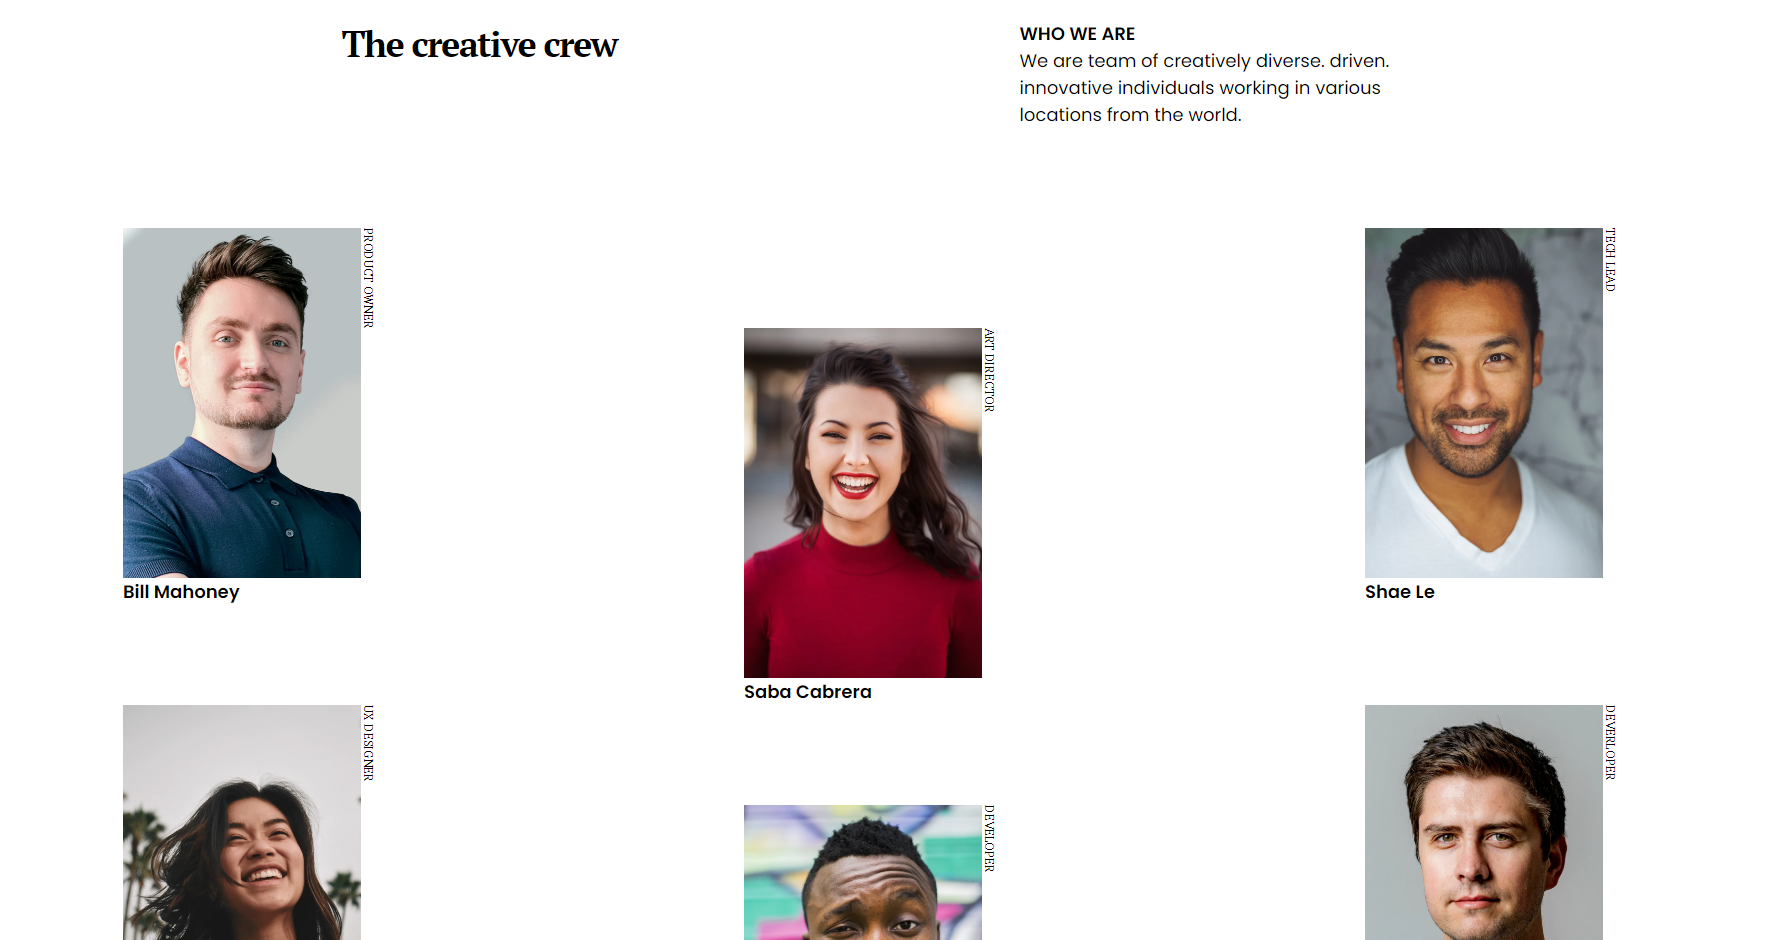 The creative crew
WHO WE ARE
We are team of creatively diverse. driven.
innovative individuals working in various
locations from the world.
PRODUCT OWNER
Bill Mahoney
ART DIRECTOR
Saba Cabrera
TECH LEAD
Shae Le
UX DESIGNER
DEVELOPER
DEVERLOPER